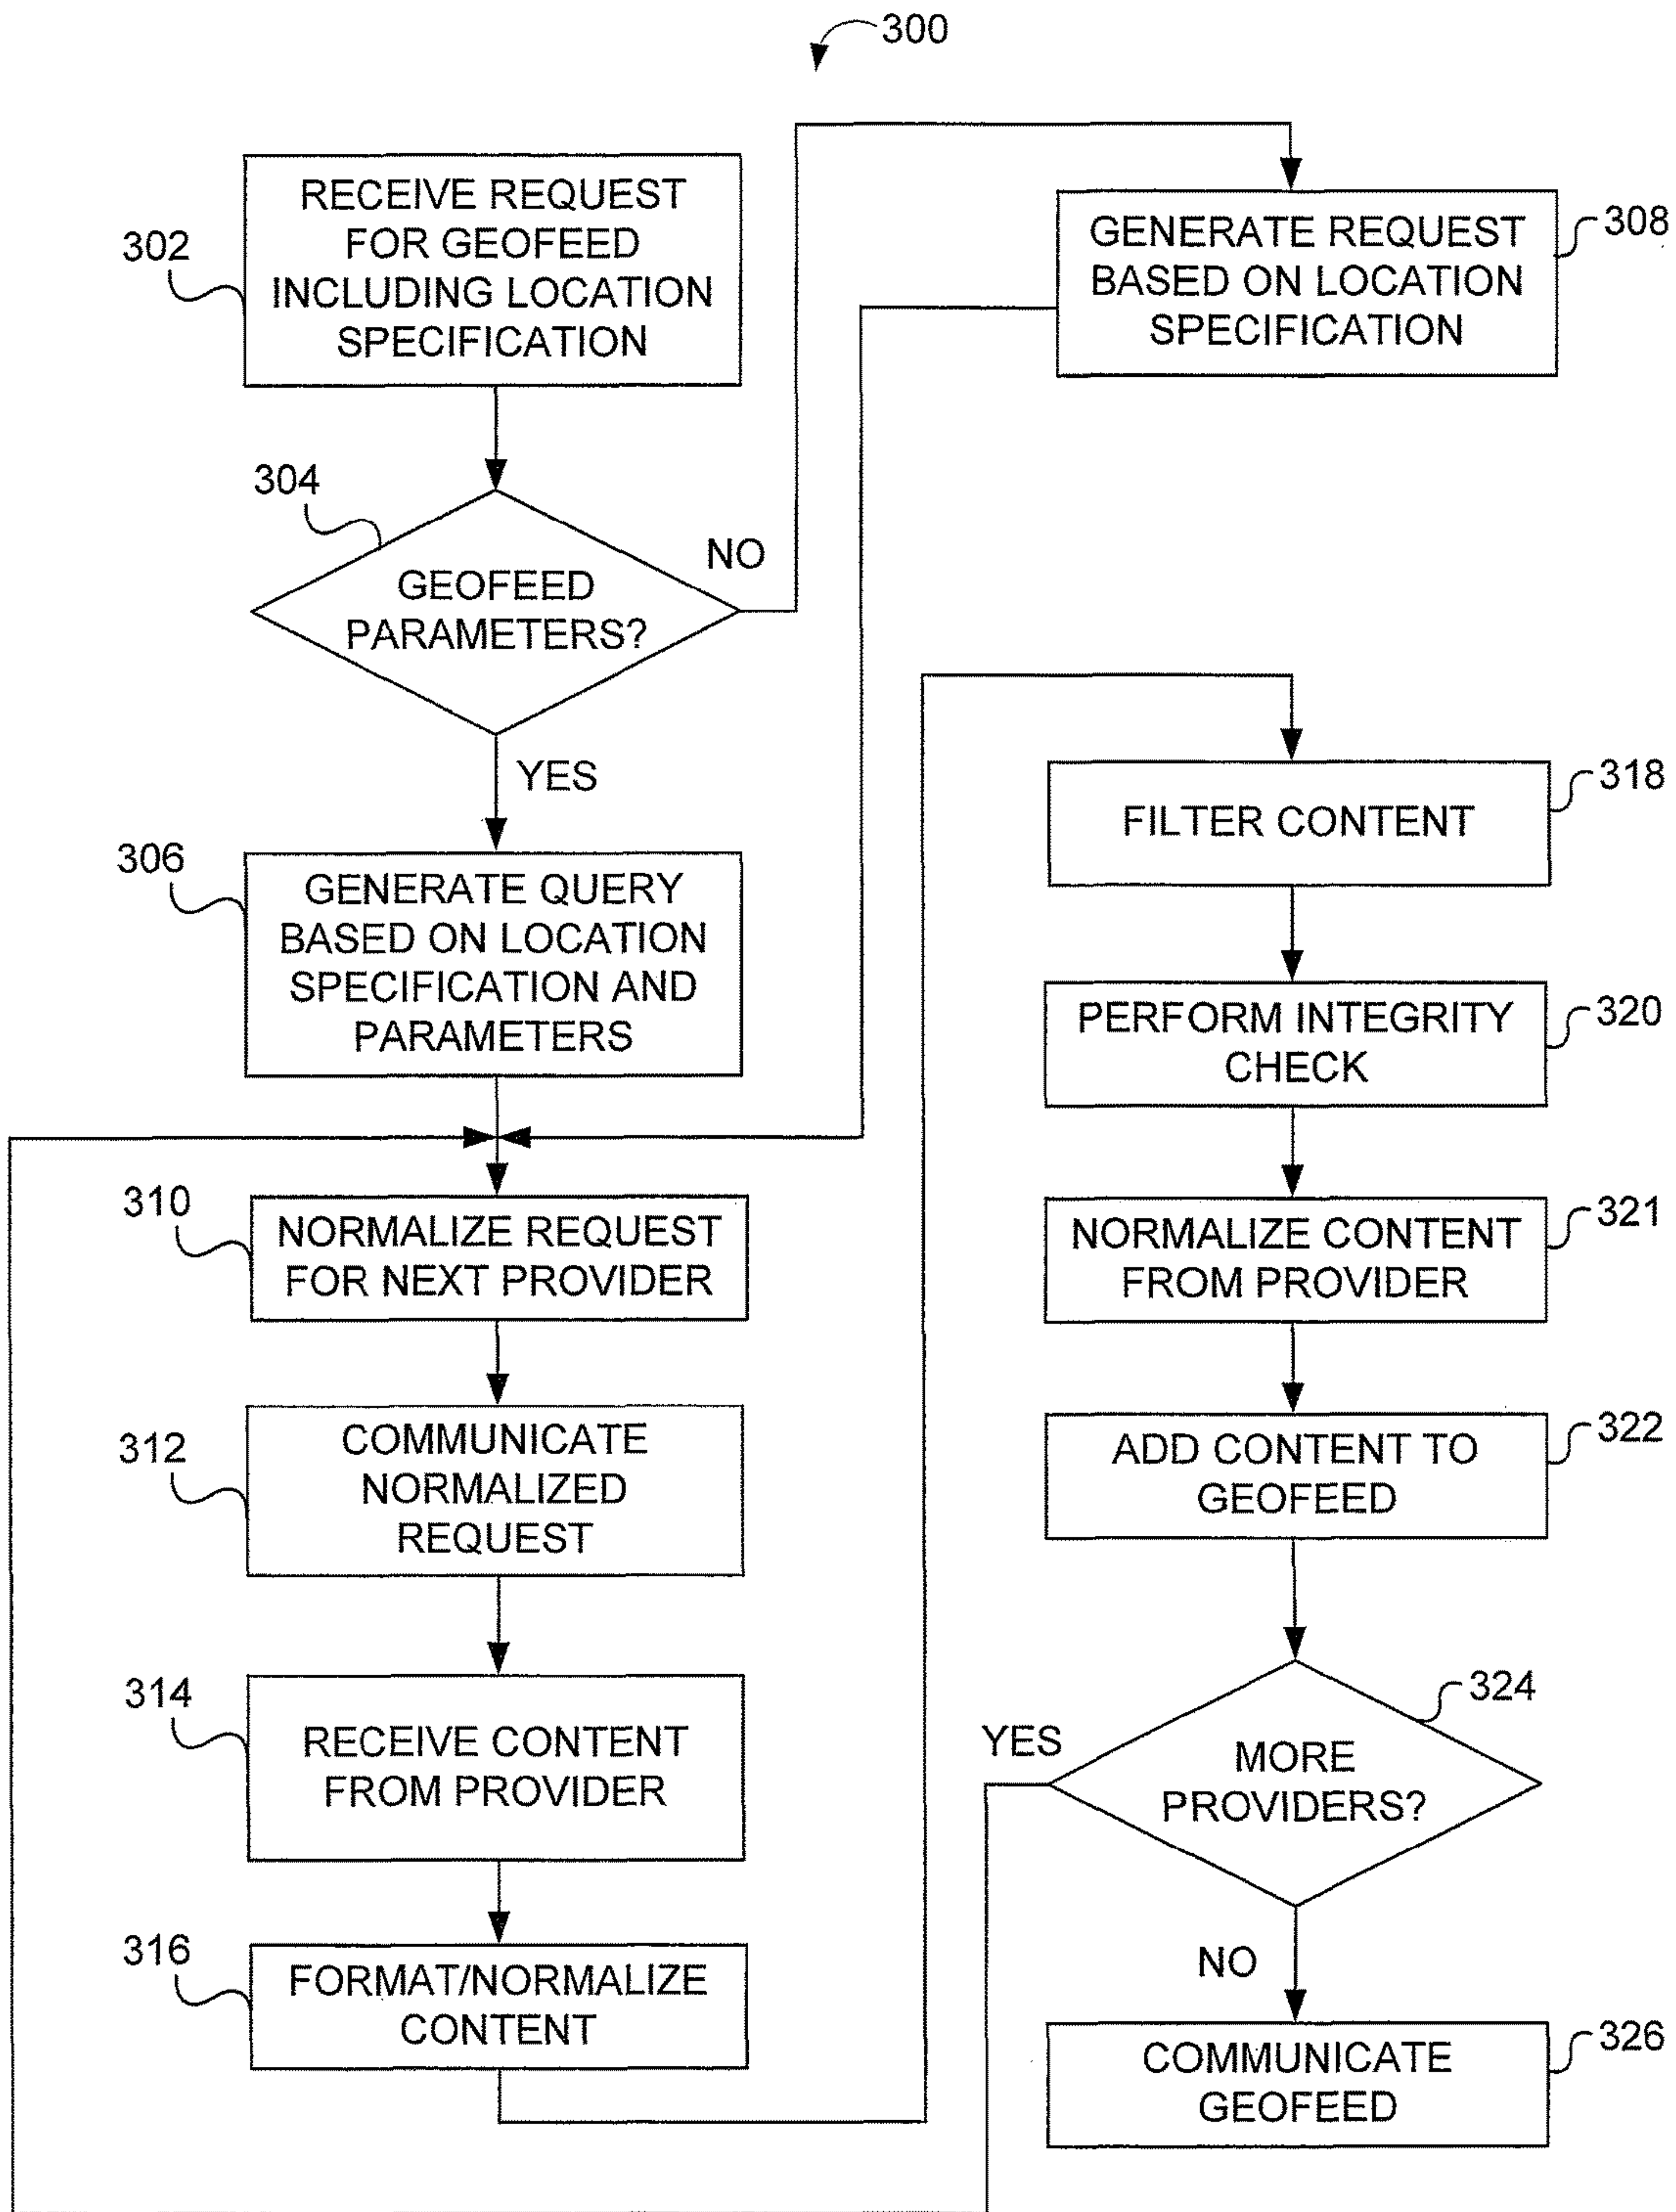 300
302
RECEIVE REQUEST
FOR GEOFEED
INCLUDING LOCATION
SPECIFICATION
304
GEOFEED
PARAMETERS?
NO
YES
308
GENERATE REQUEST
BASED ON LOCATION
SPECIFICATION
306
GENERATE QUERY
BASED ON LOCATION
SPECIFICATION AND
PARAMETERS
310
NORMALIZE REQUEST
FOR NEXT PROVIDER
312
COMMUNICATE
NORMALIZED
REQUEST
314
RECEIVE CONTENT
FROM PROVIDER
316
FORMAT/NORMALIZE
CONTENT
318
FILTER CONTENT
320
PERFORM INTEGRITY
CHECK
321
NORMALIZE CONTENT
FROM PROVIDER
322
ADD CONTENT TO
GEOFEED
324
MORE
PROVIDERS?
YES
NO
326
COMMUNICATE
GEOFEED